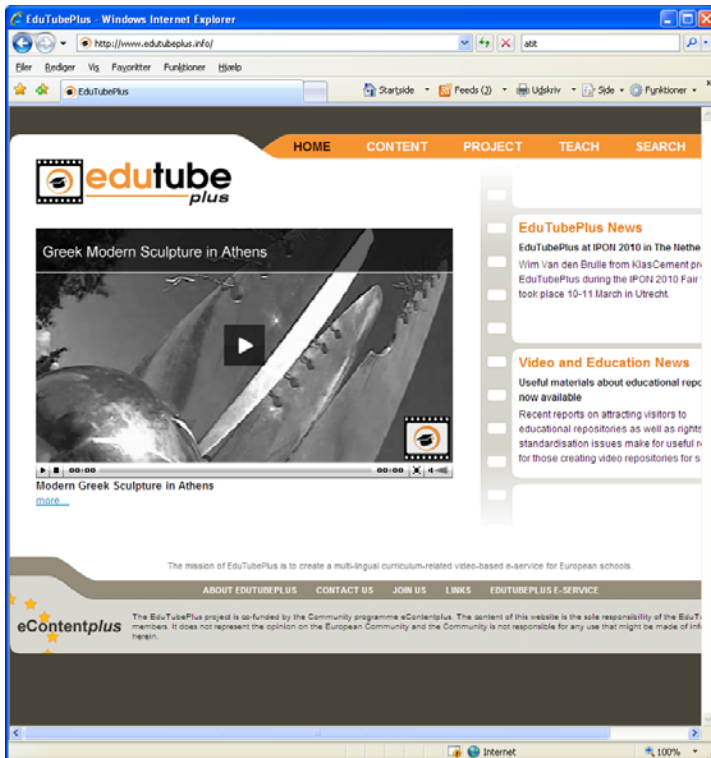 EduTubePlus - Windows Internet Explorer
http://www.edutubeplus.info/
atit
Filer Rediger Vis Favoritter Funktioner Hjælp
EduTubePlus
Startside Feeds (2) Udskriv Side Funktioner
HOME CONTENT PROJECT TEACH SEARCH
edutube
plus
Greek Modern Sculpture in Athens
00:00 00:00
Modern Greek Sculpture in Athens
more...
EduTubePlus News
EduTubePlus at IPON 2010 in The Nethe
Wim Van den Brulle from KlasCement pr
EduTubePlus during the IPON 2010 Fair
took place 10-11 March in Utrecht.
Video and Education News
Useful materials about educational repo
now available
Recent reports on attracting visitors to
educational repositories as well as rights
standardisation issues make for useful r
for those creating video repositories for s
The mission of EduTubePlus is to create a multi-lingual curriculum-related video-based e-service for European schools.
ABOUT EDUTUBEPLUS CONTACT US JOIN US LINKS EDUTUBEPLUS E-SERVICE
eContentplus
The EduTubePlus project is co-funded by the Community programme eContentplus. The content of this website is the sole responsibility of the EduT
members. It does not represent the opinion on the European Community and the Community is not responsible for any use that might be made of inf
herein.
Internet 100%